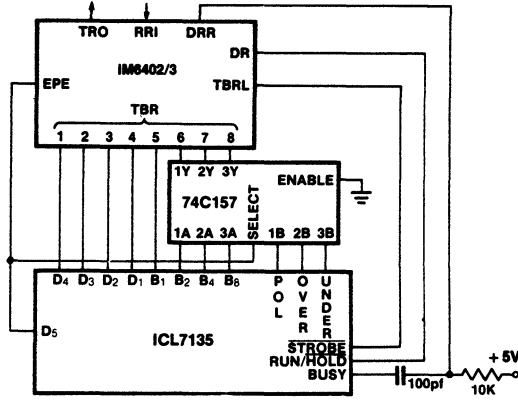 TRO RRI DRR
IM6402/3
DR
EPE
TBRL
TBR
1 2 3 4 5 6 7 8
1Y 2Y 3Y
ENABLE
74C157
SELECT
1A 2A 3A 1B 2B 3B
D4 D3 D2 D1 B1 B2 B4 B8
POL
OVER
UNDER
D5
ICL7135
STROBE
RUN/HOLD
BUSY
100pf
+ 5V
10K